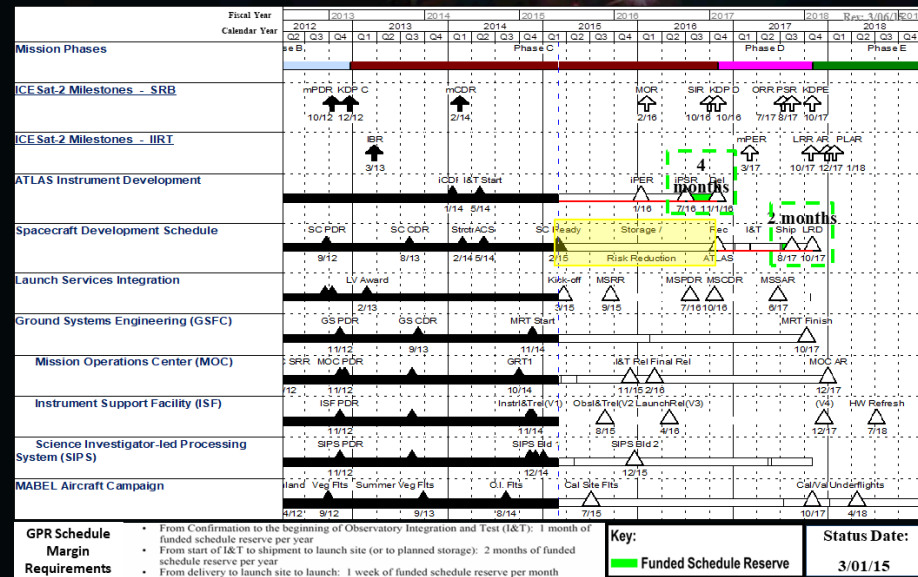 Fiscal Year 2013 2014 2015 2016 2017 2018
Rev: 3/06/15
Calendar Year 2012 2013 2014 2015 2016 2017 2018
Q2 Q3 Q4 Q1 Q2 Q3 Q4 Q1 Q2 Q3 Q4 Q1 Q2 Q3 Q4 Q1 Q2 Q3 Q4 Q1 Q2 Q3 Q4 Q1 Q2 Q3 Q4
Mission Phases
se B, Phase C Phase D Phase E
ICESat-2 Milestones - SRB
mPDR KDP C mCDR MOR SIR KDP D ORR PSR KDPE
10/12 12/12 2/14 2/16 10/16 10/16 7/17 8/17 10/17
ICESat-2 Milestones - IIRT
IBR mPER LRR AR PLAR
3/13 3/17 10/17 12/17 1/18
4
months
ATLAS Instrument Development
I&T Start iPER iPSR Del
1/14 5/14 1/16 7/16 11/1/16
2 months
Spacecraft Development Schedule
SC PDR SC CDR Strctr ACS SC Ready Storage / Rec I&T Ship LRD
9/12 8/13 2/14 5/14 2/15 Risk Reduction ATLAS 8/17 10/17
Launch Services Integration
LV Award Kick-off MSRR MSPDR MSCDR MSSAR
2/13 3/15 9/15 7/16 10/16 6/17
Ground Systems Engineering (GSFC)
GS PDR GS CDR MRT Start MRT Finish
11/12 9/13 11/14 10/17
Mission Operations Center (MOC)
SRR MOC PDR GRT1 I&T Rel Final Rel MOC AR
/12 11/12 10/14 11/15 2/16 12/17
Instrument Support Facility (ISF)
ISF PDR Instrl&Trel(V1) Obsl&Trel(V2 LaunchRel(V3) (V4) HW Refresh
11/12 11/14 8/15 4/16 12/17 7/18
Science Investigator-led Processing
System (SIPS)
SIPS PDR SIPS Bld SIPS Bld 2
11/12 12/14 12/15
MABEL Aircraft Campaign
land Veg Flts Summer Veg Flts O.I. Flts Cal Site Flts Cal/Val Underflights
4/12 9/12 9/13 8/14 7/15 10/17 4/18
GPR Schedule
Margin
Requirements
• From Confirmation to the beginning of Observatory Integration and Test (I&T): 1 month of
funded schedule reserve per year
• From start of I&T to shipment to launch site (or to planned storage): 2 months of funded
schedule reserve per year
• From delivery to launch site to launch: 1 week of funded schedule reserve per month
Key:
Funded Schedule Reserve
Status Date:
3/01/15